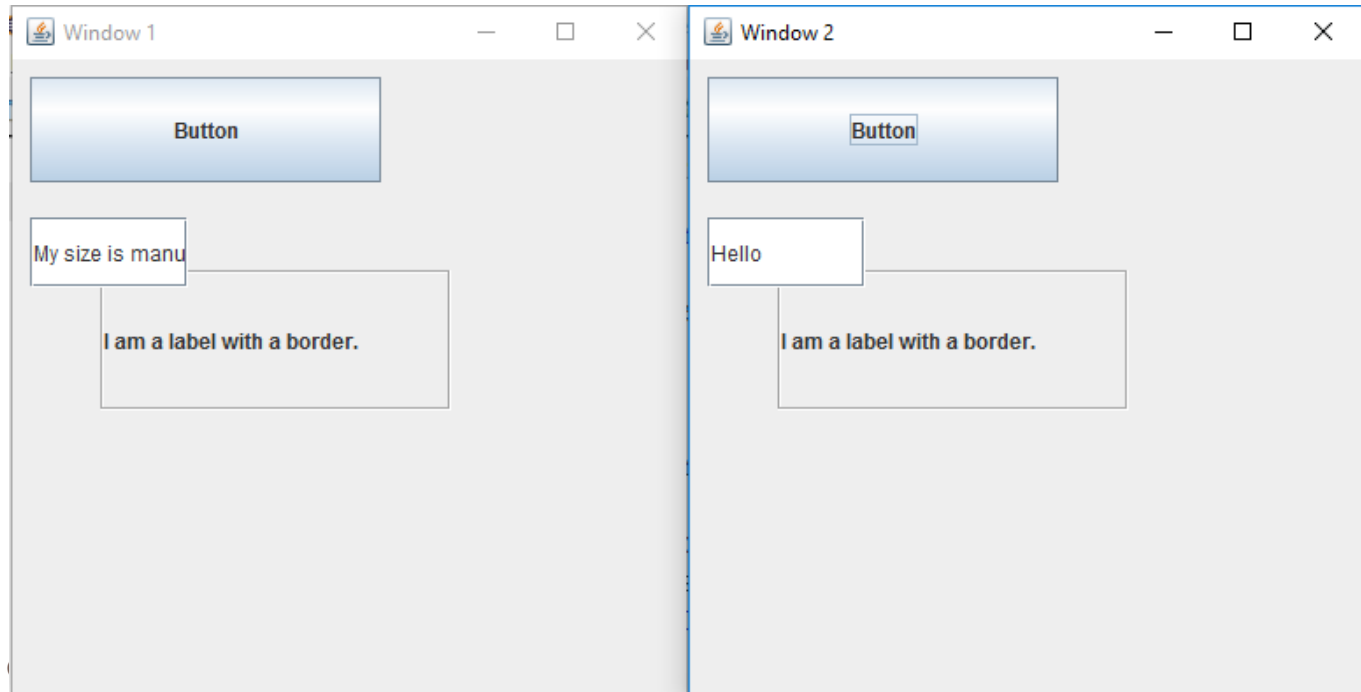 Window 1
Button
My size is manu
I am a label with a border.
Window 2
Button
Hello
I am a label with a border.